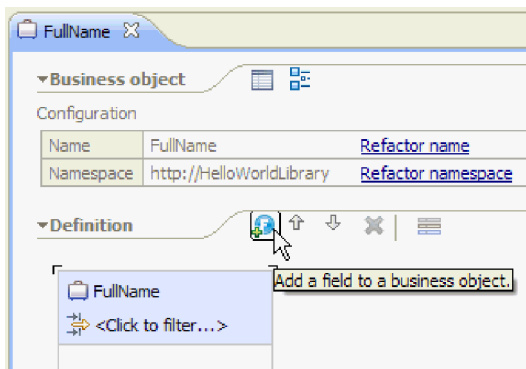 FullName
Business object
Configuration
Name FullName Refactor name
Namespace http://HelloWorldLibrary Refactor namespace
Definition
Add a field to a business object.
FullName
<Click to filter...>